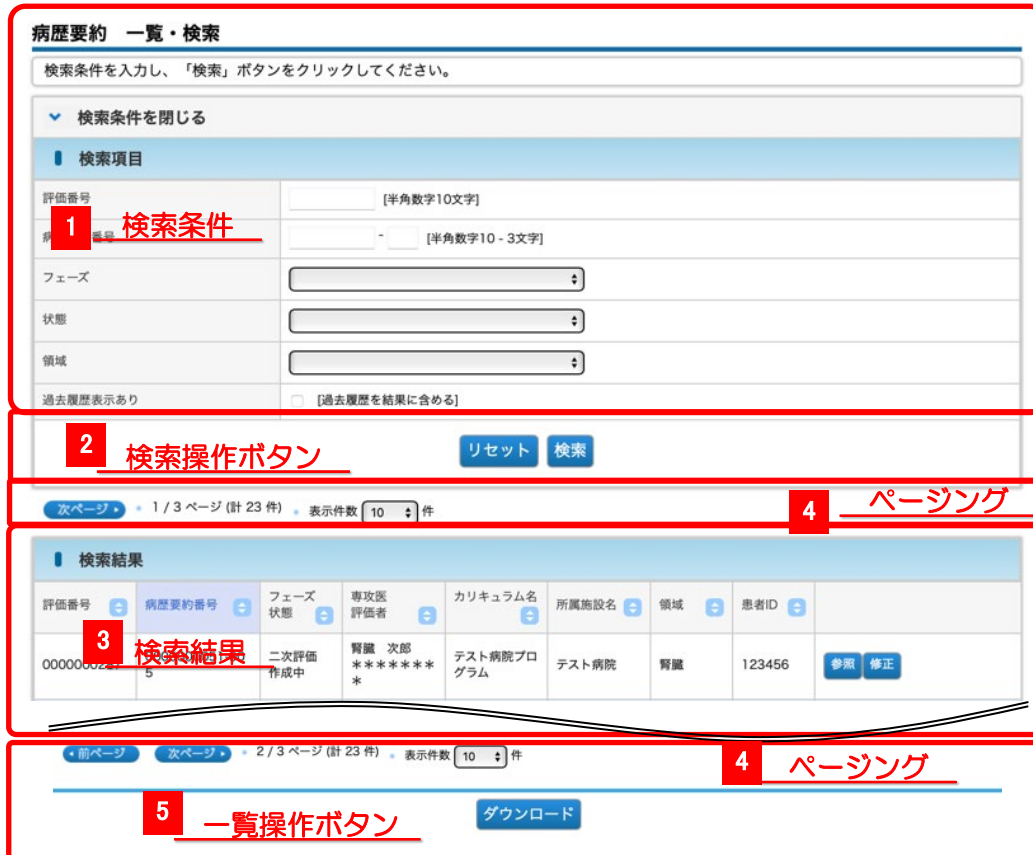 病歴要約 一覧・検索
検索条件を入力し、「検索」ボタンをクリックしてください。
検索条件を閉じる
検索項目
評価番号 [半角数字10文字]
1 検索条件
番号 - [半角数字10 - 3文字]
フェーズ
状態
領域
過去履歴表示あり [過去履歴を結果に含める]
2 検索操作ボタン
リセット 検索
4 ページング
次ページ 1 / 3 ページ (計 23 件) 表示件数 10 件
検索結果
評価番号 病歴要約番号 フェーズ 状態 専攻医 評価者 カリキュラム名 所属施設名 領域 患者ID
3 検索結果
二次評価 作成中 腎臓 次郎 ******** テスト病院プログラム テスト病院 腎臓 123456 参照 修正
5
前ページ 次ページ 2 / 3 ページ (計 23 件) 表示件数 10 件
4 ページング
5 一覧操作ボタン
ダウンロード